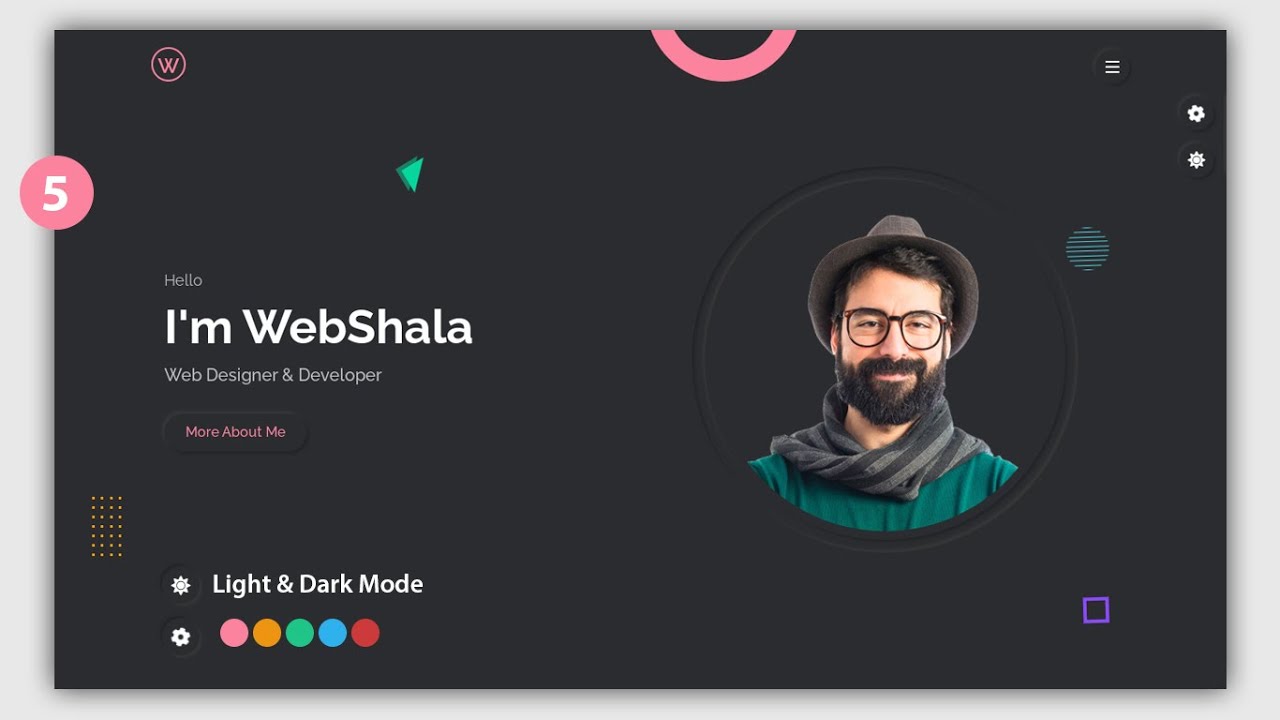 W
5
Hello
I'm WebShala
Web Designer & Developer
More About Me
Light & Dark Mode